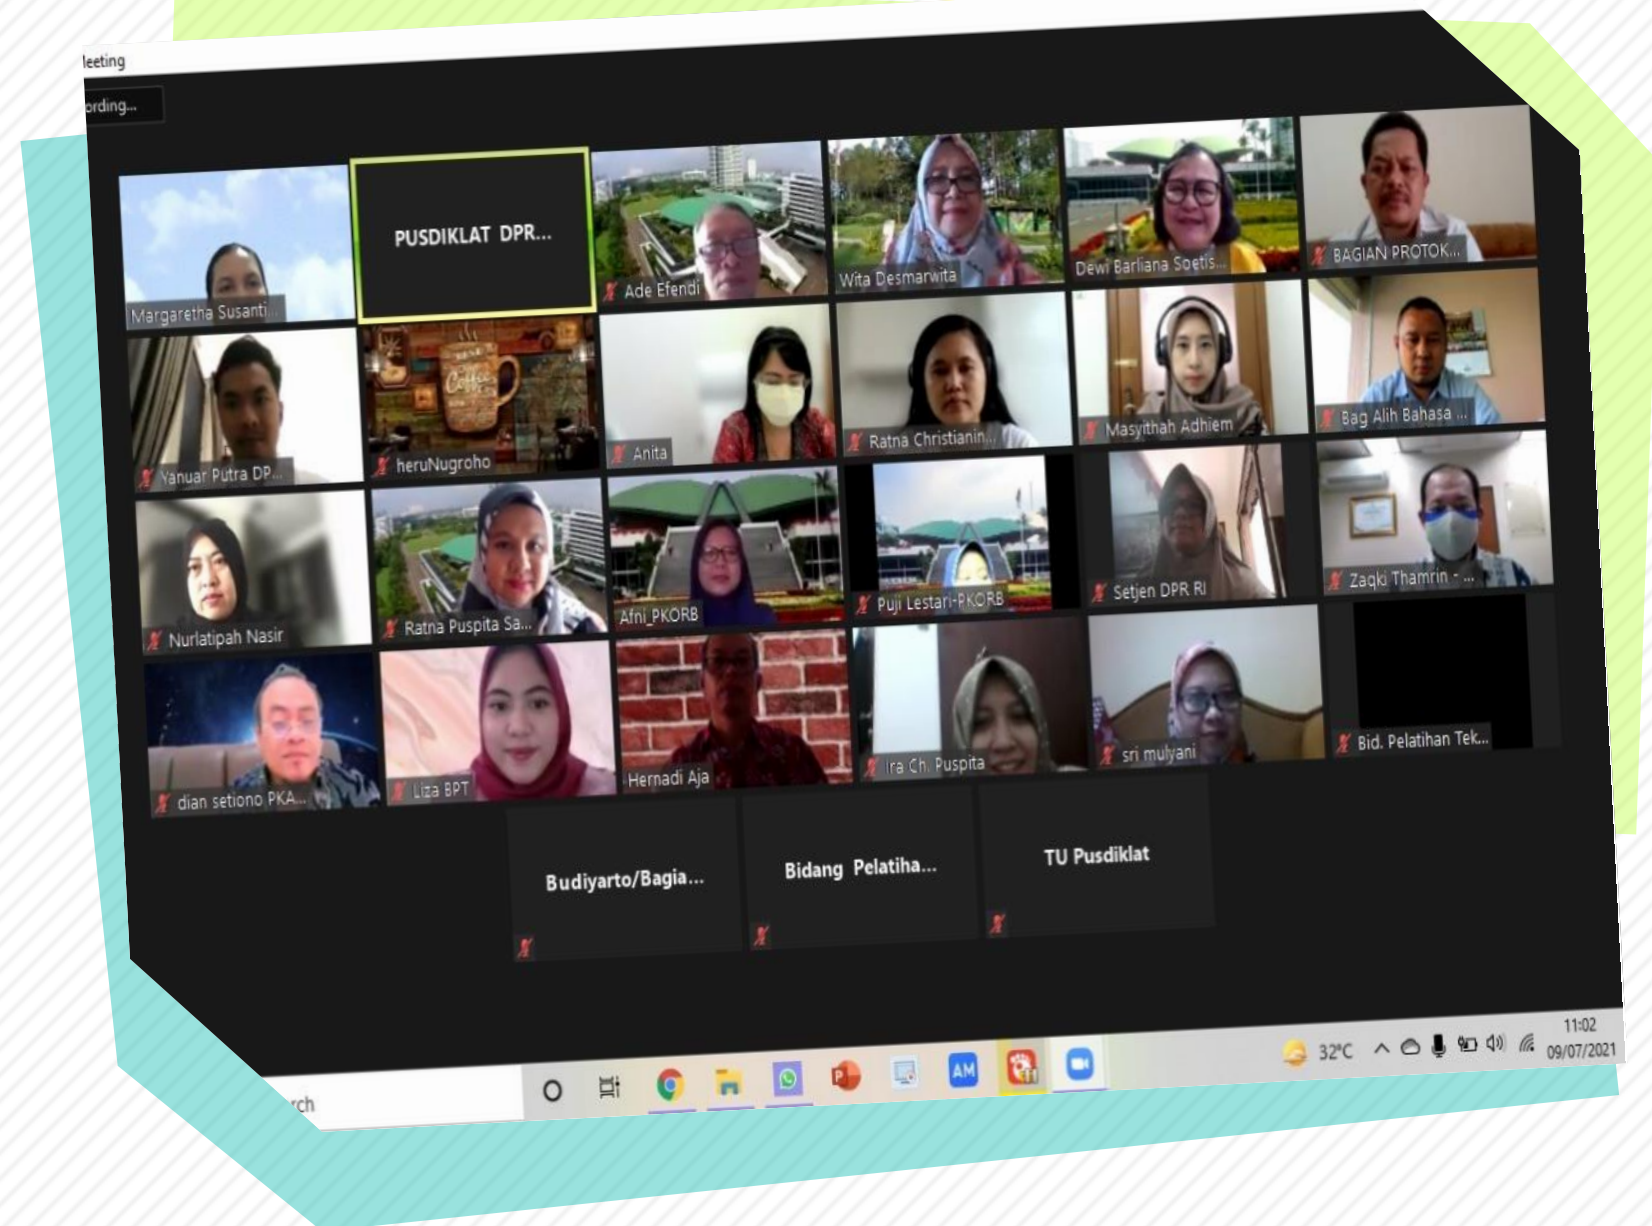 leeting
ording...
Margaretha Susanti...
PUSDIKLAT DPR...
Ade Efendi
Wita Desmarwita
Dewi Barliana Soetis...
BAGIAN PROTOK...
Yanuar Putra DP...
BEST
Coffee
heruNugroho
Anita
Ratna Christianin...
Masyithah Adhiem
Bag Alih Bahasa ...
Nurlatipah Nasir
Ratna Puspita Sa...
Afni_PKORB
Puji Lestari-PKORB
Setjen DPR RI
Zaqki Thamrin - ...
dian setiono PKA...
Liza BPT
Hernadi Aja
Ira Ch. Puspita
sri mulyani
Bid. Pelatihan Tek...
Budiyarto/Bagia...
Bidang Pelatiha...
TU Pusdiklat
rch
AM
11
32°C
11:02
09/07/2021